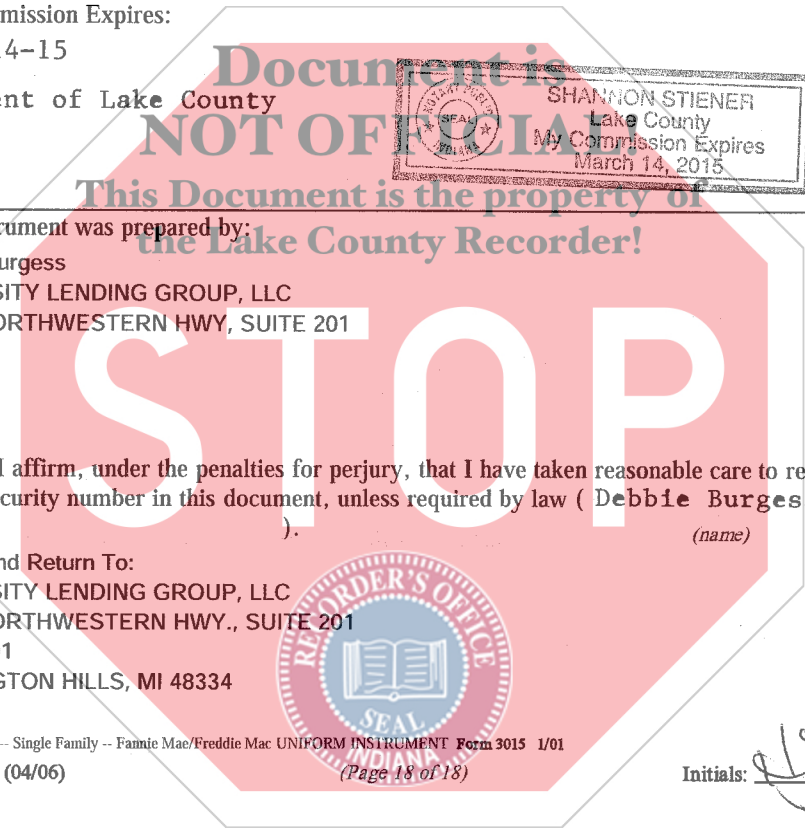 mission Expires:
4-15
Document is
ent of Lake County
NOT OFFICIAL!
NOTARY PUBLIC
SEAL
INDIANA
SHANNON STIENER
Lake County
My Commission Expires
March 14, 2015
This Document is the property of
the Lake County Recorder!
cument was prepared by:
urgess
SITY LENDING GROUP, LLC
ORTHWESTERN HWY, SUITE 201
STOP
I affirm, under the penalties for perjury, that I have taken reasonable care to re
curity number in this document, unless required by law ( Debbie Burges
).
(name)
nd Return To:
SITY LENDING GROUP, LLC
ORTHWESTERN HWY., SUITE 201
1
GTON HILLS, MI 48334
RECORDER'S OFFICE
SEAL
INDIANA
-- Single Family -- Fannie Mae/Freddie Mac UNIFORM INSTRUMENT Form 3015 1/01
(04/06)
(Page 18 of 18)
Initials: